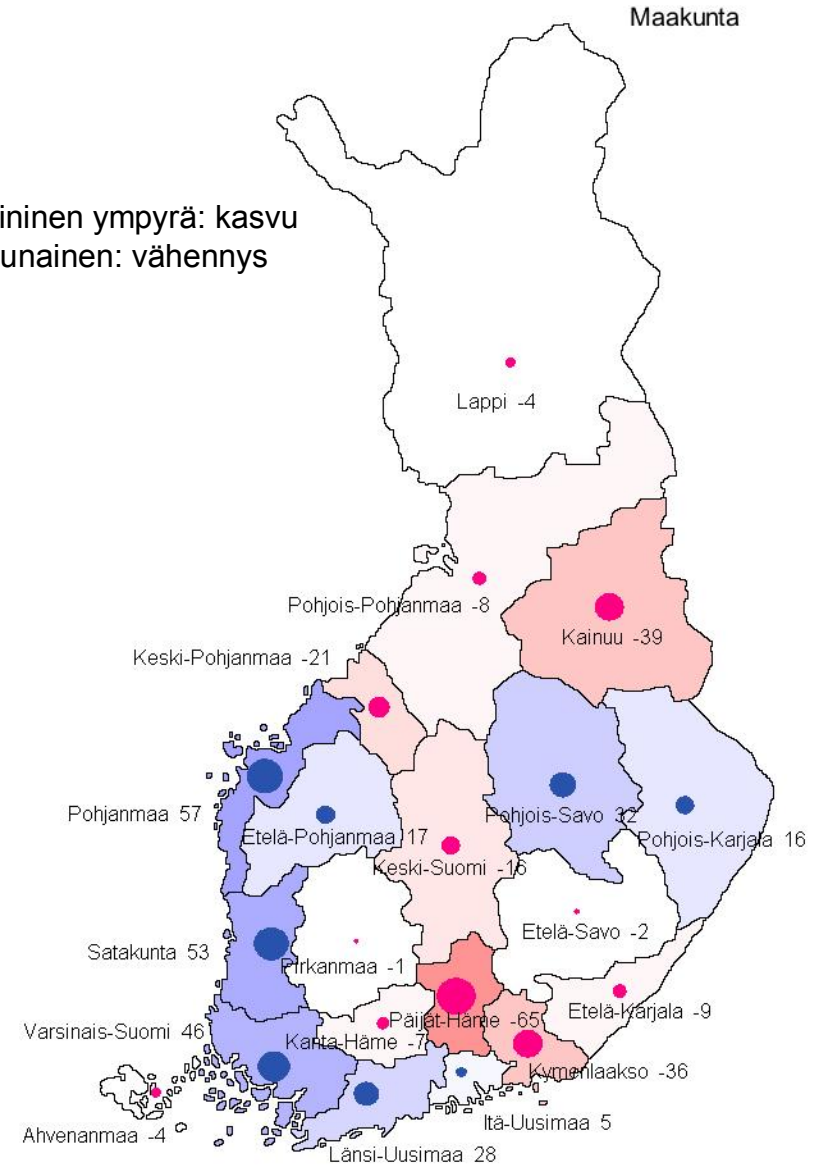 Maakunta
ininen ympyrä: kasvu
unainen: vähennys
Lappi -4
Pohjois-Pohjanmaa -8
Kainuu -39
Keski-Pohjanmaa -21
Pohjanmaa 57
Etelä-Pohjanmaa 17
Pohjois-Savo 32
Pohjois-Karjala 16
Keski-Suomi -16
Etelä-Savo -2
Satakunta 53
Pirkanmaa -1
Etelä-Karjala -9
Päijät-Häme -65
Varsinais-Suomi 46
Kanta-Häme -7
Kymenlaakso -36
Itä-Uusimaa 5
Ahvenanmaa -4
Länsi-Uusimaa 28